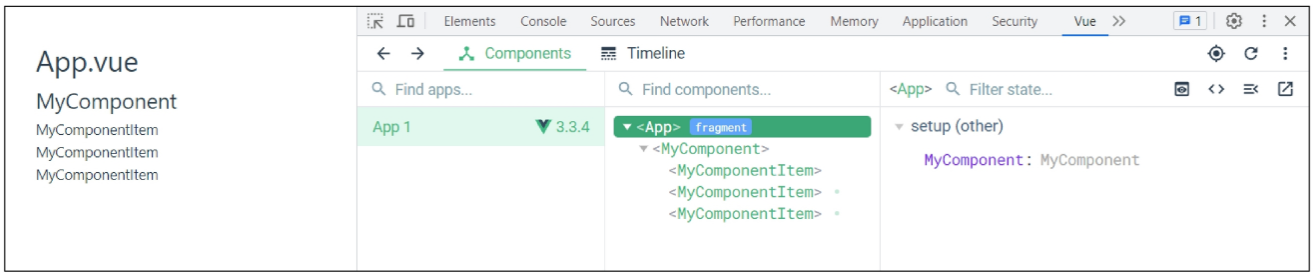 App.vue
MyComponent
MyComponentItem
MyComponentItem
MyComponentItem
Elements Console Sources Network Performance Memory Application Security Vue >> 1
Components Timeline
Find apps...
App 1 3.3.4
Find components...
<App> fragment
<MyComponent>
<MyComponentItem>
<MyComponentItem>
<MyComponentItem>
<App> Filter state...
setup (other)
MyComponent: MyComponent